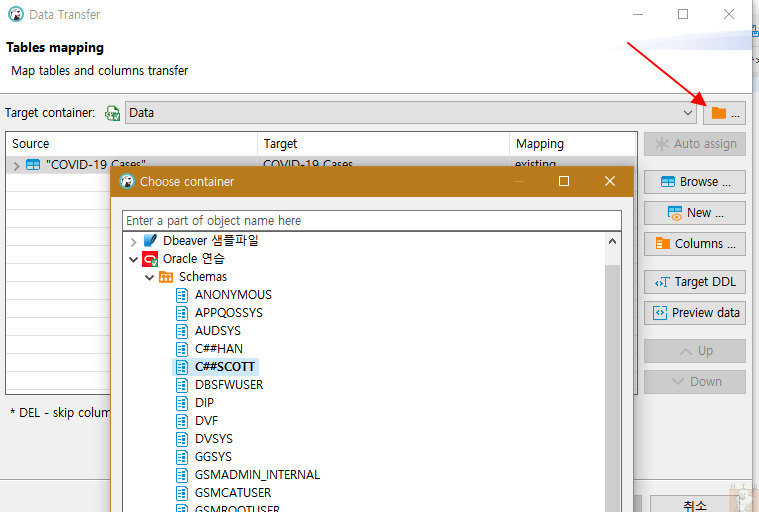 Data Transfer
Tables mapping
Map tables and columns transfer
Target container: Data ...
Source Target Mapping
"COVID-19 Cases" COVID-19 Cases existing
Auto assign
Browse ...
New ...
Columns ...
Target DDL
Preview data
Up
Down
* DEL - skip colum
Choose container
Enter a part of object name here
Dbeaver 샘플파일
Oracle 연습
Schemas
ANONYMOUS
APPQOSSYS
AUDSYS
C##HAN
C##SCOTT
DBSFWUSER
DIP
DVF
DVSYS
GGSYS
GSMADMIN_INTERNAL
GSMCATUSER
GSMROOTUSER
취소